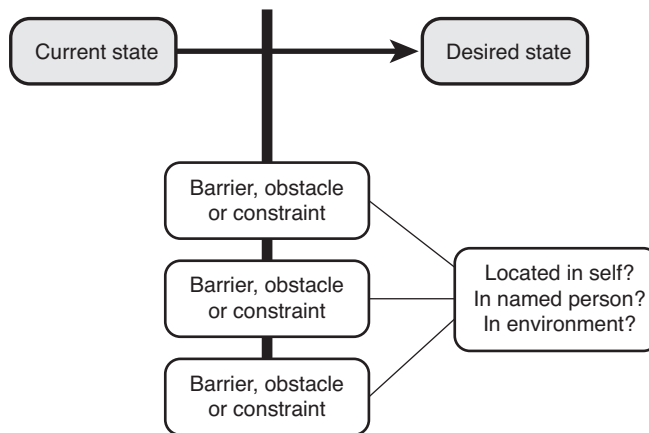 Current state
Desired state
Barrier, obstacle
or constraint
Barrier, obstacle
or constraint
Barrier, obstacle
or constraint
Located in self?
In named person?
In environment?